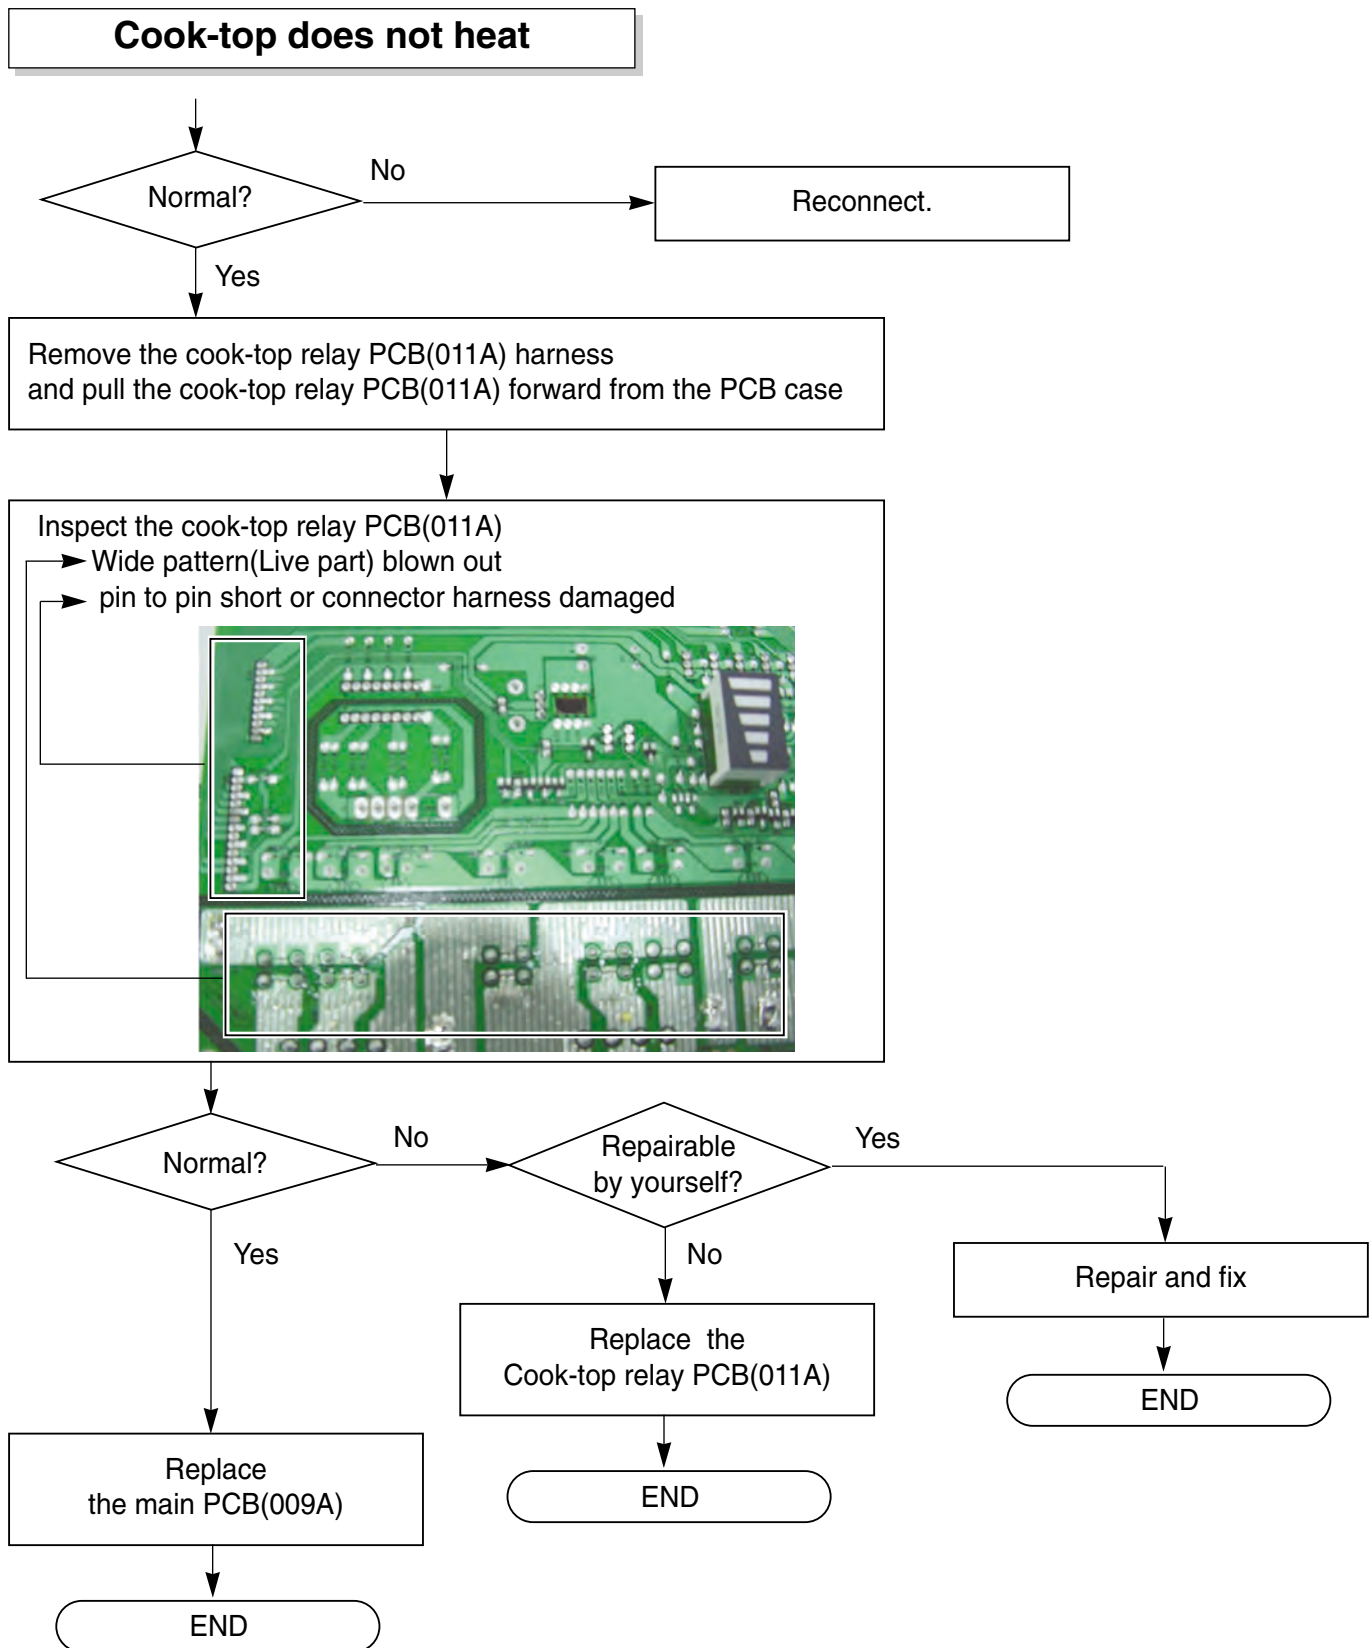 Cook-top does not heat
Normal?
No
Reconnect.
Yes
Remove the cook-top relay PCB(011A) harness
and pull the cook-top relay PCB(011A) forward from the PCB case
Inspect the cook-top relay PCB(011A)
Wide pattern(Live part) blown out
pin to pin short or connector harness damaged
Normal?
No
Repairable
by yourself?
Yes
Yes
No
Repair and fix
Replace the
Cook-top relay PCB(011A)
END
Replace
the main PCB(009A)
END
END